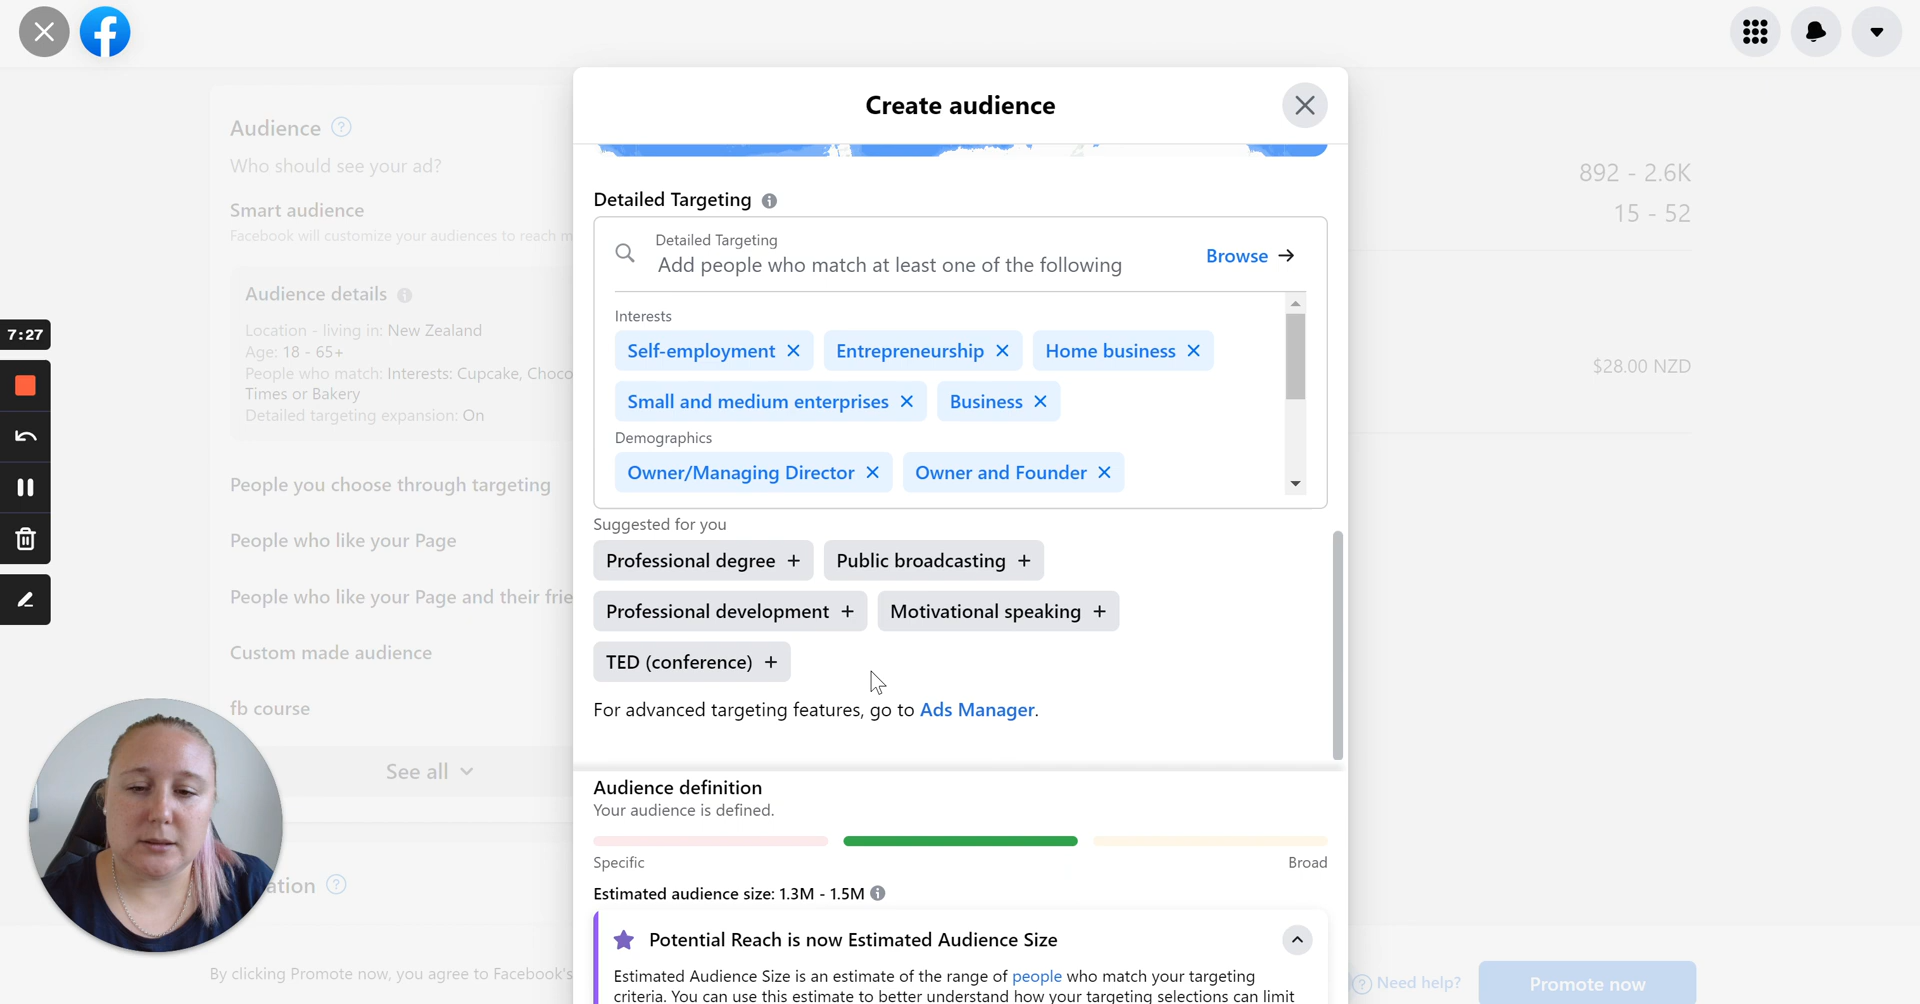 Create audience
Audience
Who should see your ad?
Smart audience
Facebook will customize your audiences to reach m
Audience details
Location - living in: New Zealand
Age: 18 - 65+
People who match: Interests: Cupcake, Choco
Times or Bakery
Detailed targeting expansion: On
People you choose through targeting
People who like your Page
People who like your Page and their frie
Custom made audience
fb course
See all
ation
By clicking Promote now, you agree to Facebook's
7:27
Detailed Targeting
Detailed Targeting
Add people who match at least one of the following
Browse
Interests
Self-employment
Entrepreneurship
Home business
Small and medium enterprises
Business
Demographics
Owner/Managing Director
Owner and Founder
Suggested for you
Professional degree +
Public broadcasting +
Professional development +
Motivational speaking +
TED (conference) +
For advanced targeting features, go to Ads Manager.
Audience definition
Your audience is defined.
Specific
Broad
Estimated audience size: 1.3M - 1.5M
Potential Reach is now Estimated Audience Size
Estimated Audience Size is an estimate of the range of people who match your targeting
criteria. You can use this estimate to better understand how your targeting selections can limit
892 - 2.6K
15 - 52
$28.00 NZD
Need help?
Promote now